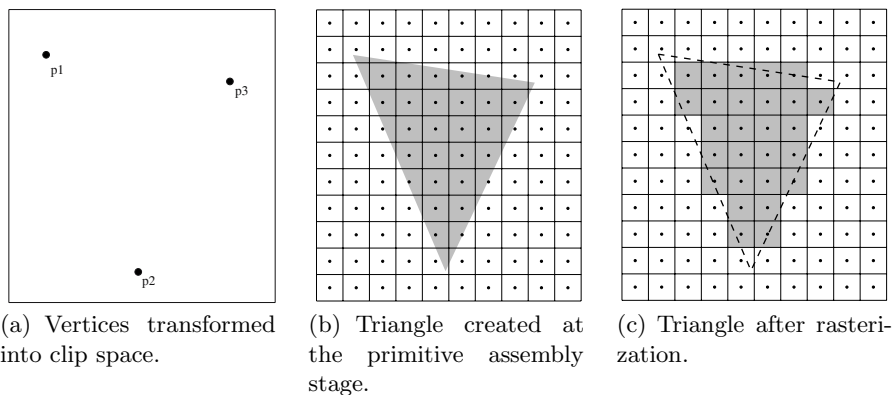 p1
p3
p2
(a) Vertices transformed
into clip space.
(b) Triangle created at
the primitive assembly
stage.
(c) Triangle after rasteri-
zation.